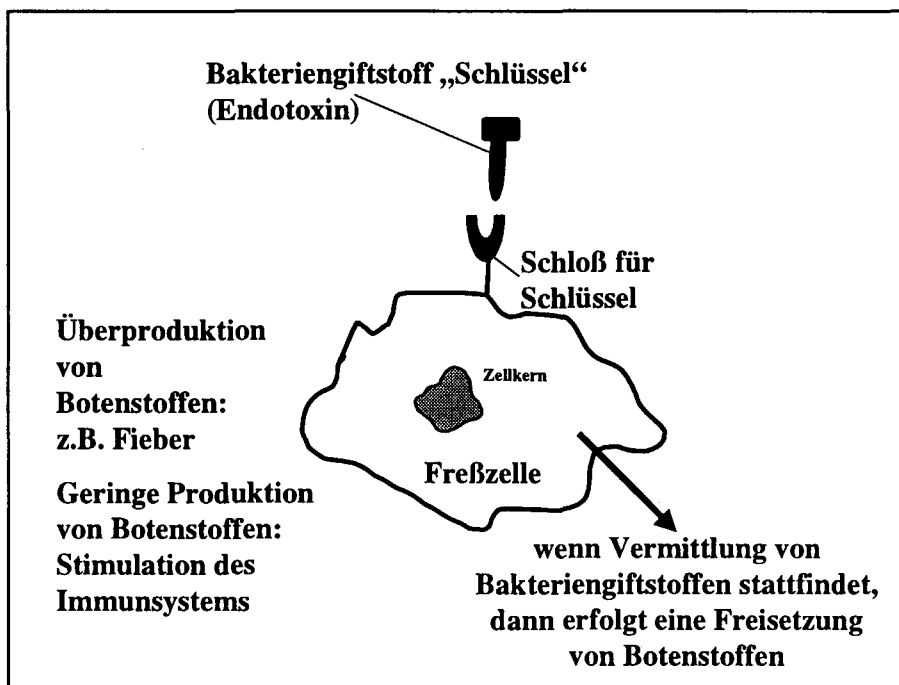 Bakteriengiftstoff „Schlüssel“
(Endotoxin)
Schloß für
Schlüssel
Überproduktion
von
Botenstoffen:
z.B. Fieber
Zellkern
Freßzelle
Geringe Produktion
von Botenstoffen:
Stimulation des
Immunsystems
wenn Vermittlung von
Bakteriengiftstoffen stattfindet,
dann erfolgt eine Freisetzung
von Botenstoffen